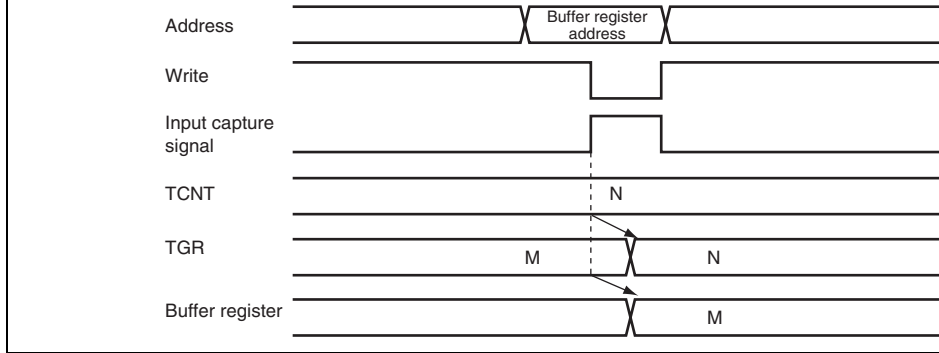 Address
Buffer register
address
Write
Input capture
signal
TCNT
N
TGR
M
N
Buffer register
M